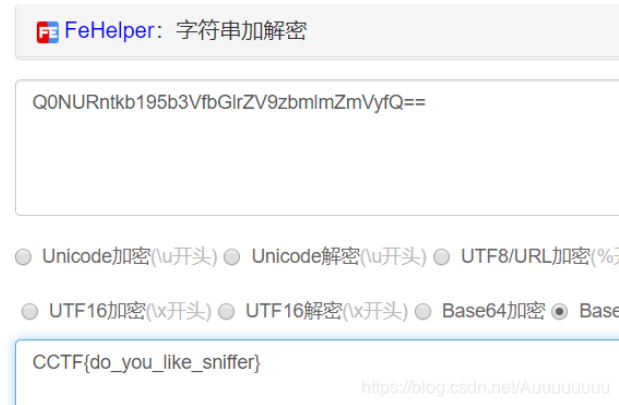 FeHelper：字符串加解密
Q0NURntkb195b3VfbGlrZV9zbmlmZmVyfQ==
Unicode加密(\u开头) Unicode解密(\u开头) UTF8/URL加密(%
UTF16加密(\x开头) UTF16解密(\x开头) Base64加密 Base
CCTF{do_you_like_sniffer}
https://blog.csdn.net/Auuuuuuuu